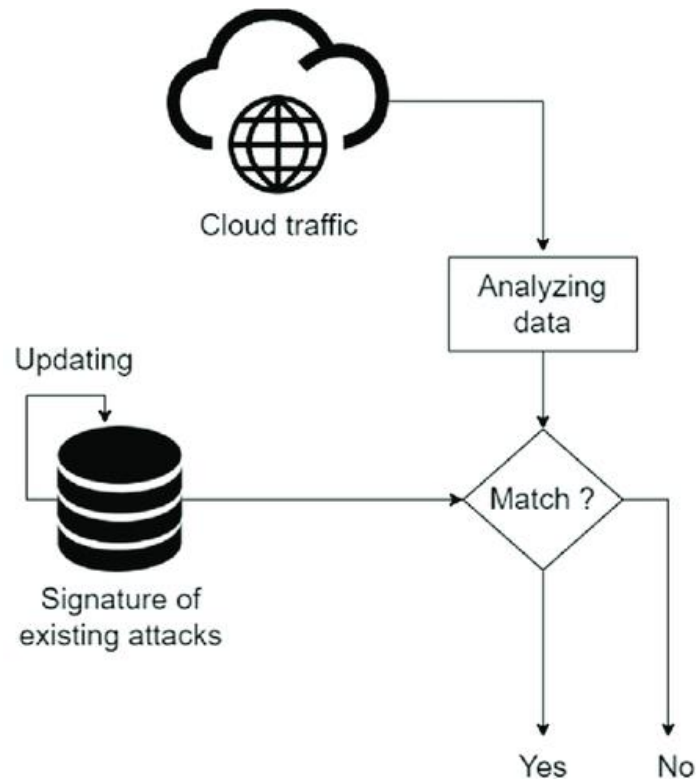 Cloud traffic
Analyzing
data
Updating
Match ?
Signature of
existing attacks
Yes
No